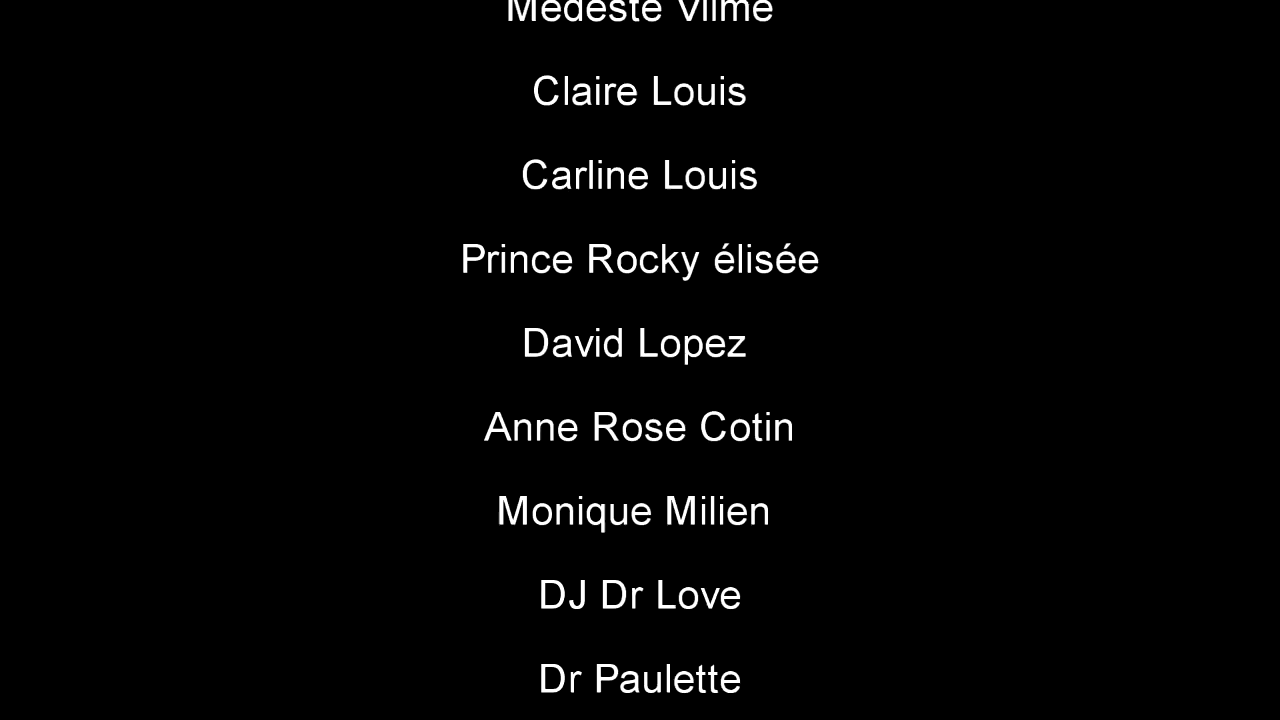 Medeste Vilme
Claire Louis
Carline Louis
Prince Rocky élisée
David Lopez
Anne Rose Cotin
Monique Milien
DJ Dr Love
Dr Paulette